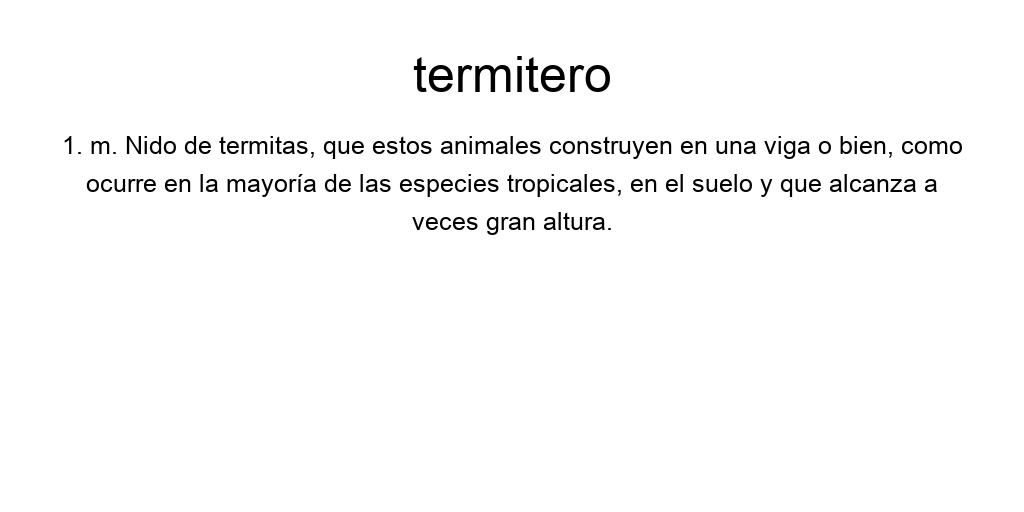 termitero
1. m. Nido de termitas, que estos animales construyen en una viga o bien, como
ocurre en la mayoría de las especies tropicales, en el suelo y que alcanza a
veces gran altura.